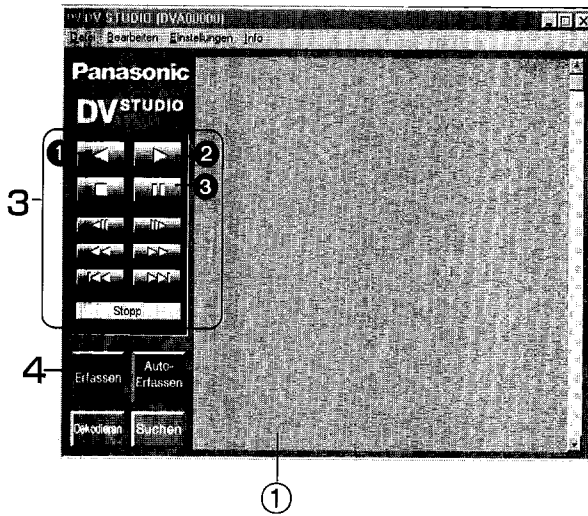 DV STUDIO (DVA00000)
Datei Bearbeiten Einstellungen Info
Panasonic
DV STUDIO
1
2
3
3
Stopp
4
Erfassen
Auto-
Erfassen
Dekodieren
Suchen
1